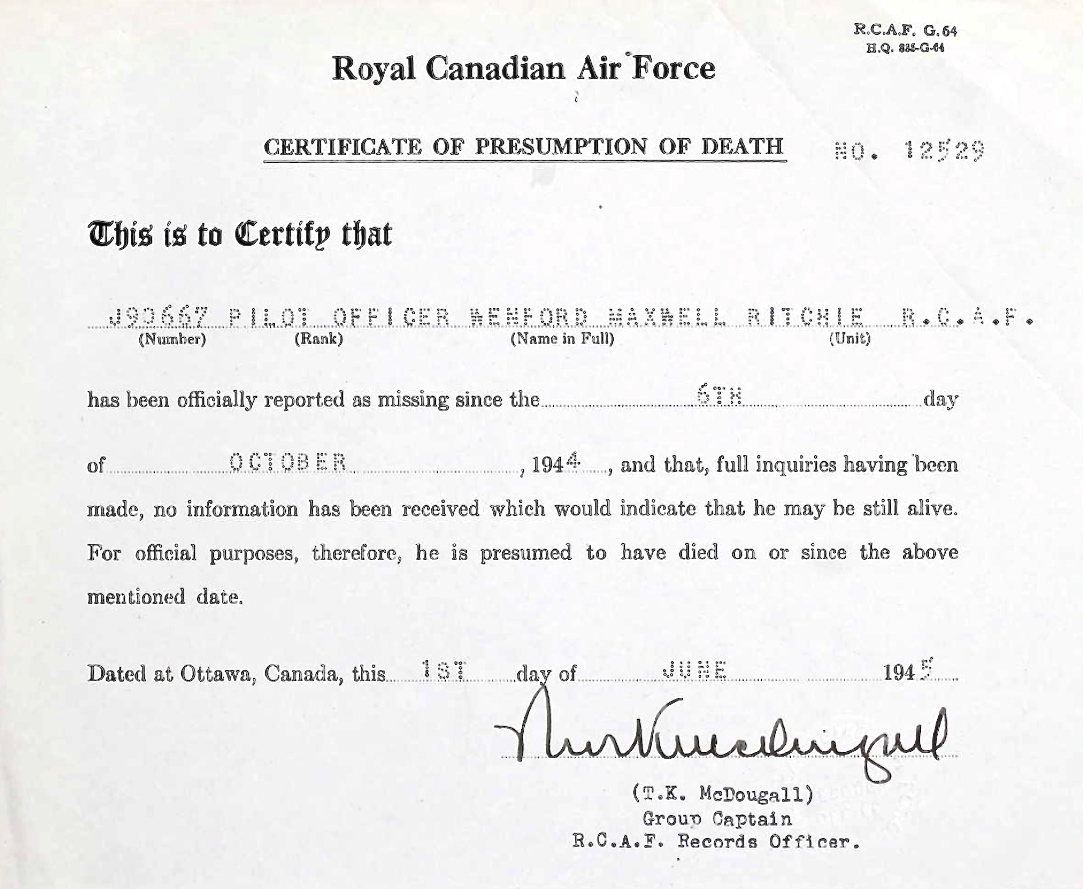 R.C.A.F. G. 64
H.Q. 885-G-64
Royal Canadian Air Force
CERTIFICATE OF PRESUMPTION OF DEATH NO. 12529
This is to Certify that
J90667 PILOT OFFICER WENFORD MAXWELL RITCHIE R.C.A.F.
(Number) (Rank) (Name in Full) (Unit)
has been officially reported as missing since the 6TH day
of OCTOBER , 1944 , and that, full inquiries having been
made, no information has been received which would indicate that he may be still alive.
For official purposes, therefore, he is presumed to have died on or since the above
mentioned date.
Dated at Ottawa, Canada, this 1ST day of JUNE 1945
(T.K. McDougall)
Group Captain
R.C.A.F. Records Officer.